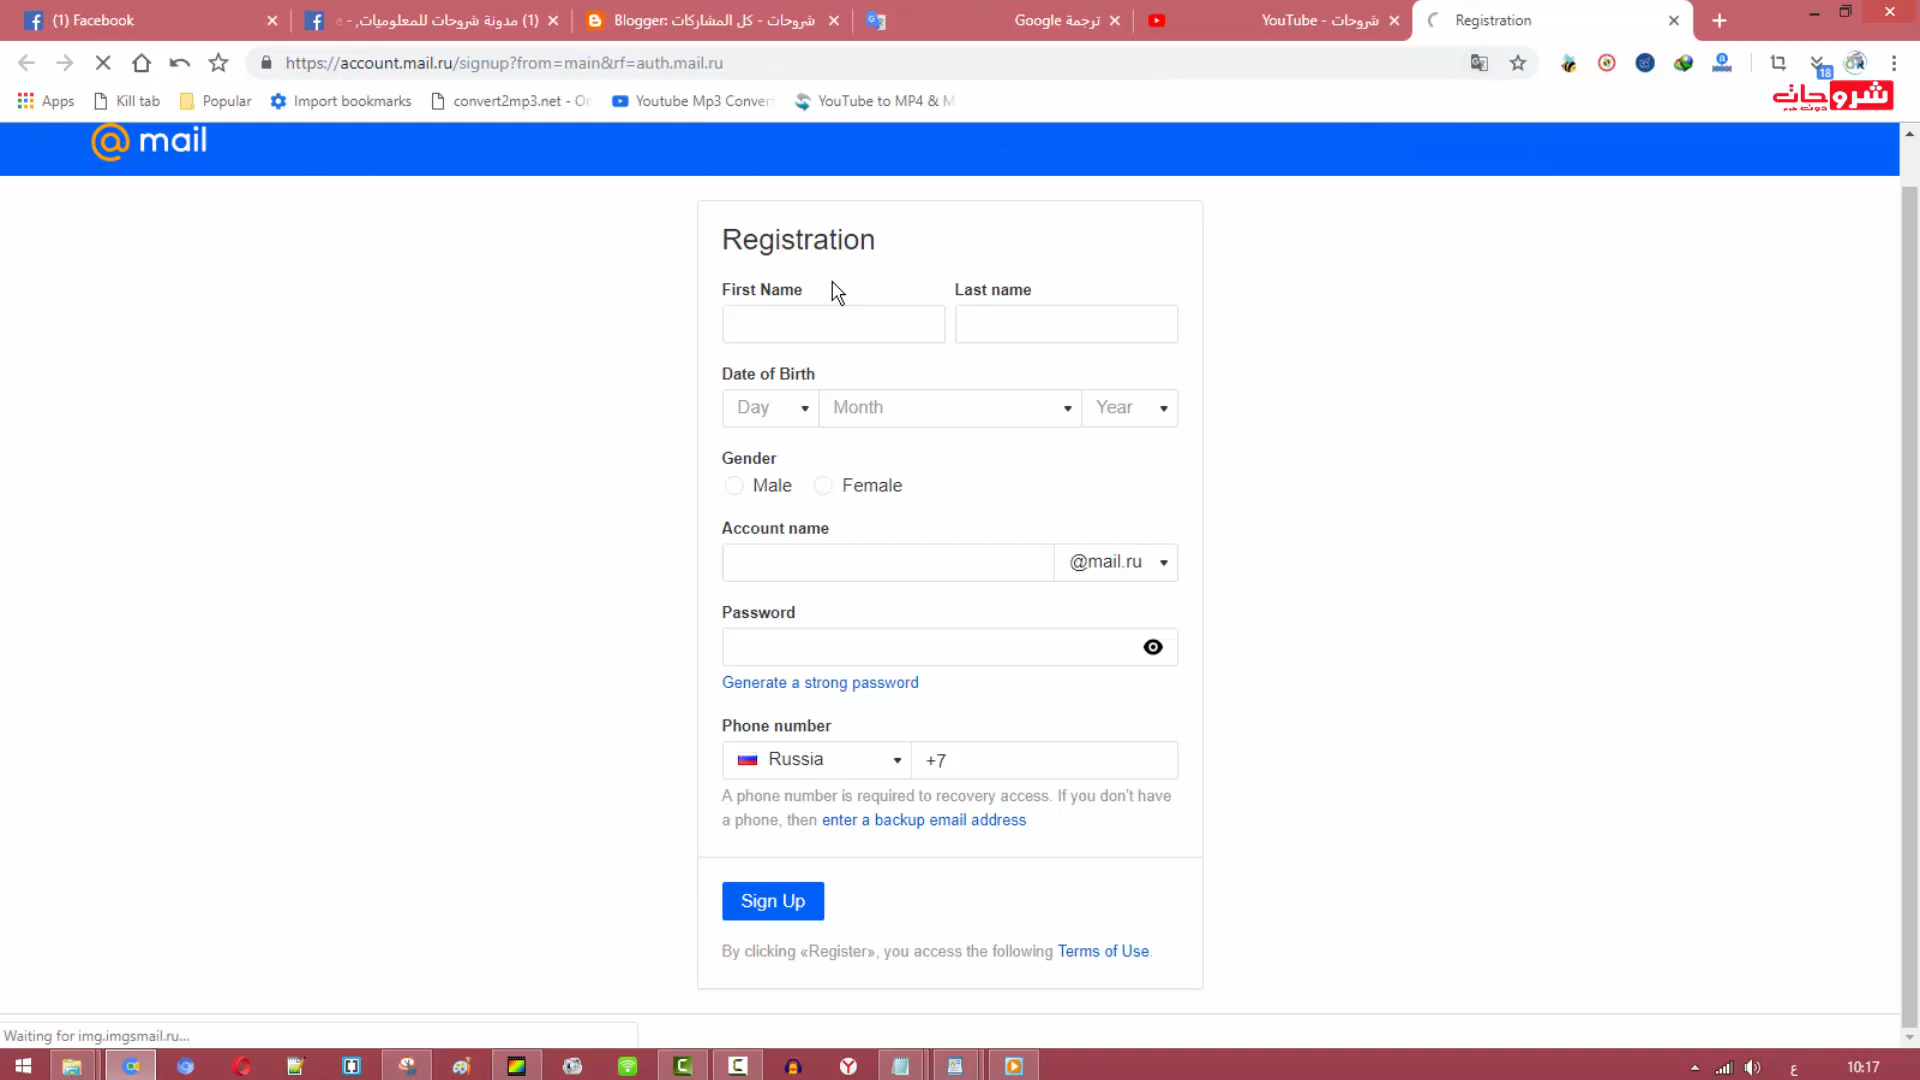 (1) Facebook
(1) مدونة شروحات للمعلوميات, - e
Blogger: شروحات - كل المشاركات
ترجمة Google
شروحات - YouTube
Registration
https://account.mail.ru/signup?from=main&rf=auth.mail.ru
18
Apps
Kill tab
Popular
Import bookmarks
convert2mp3.net - On
Youtube Mp3 Convert
YouTube to MP4 & M
شروحات
mail
Registration
First Name
Last name
Date of Birth
Day
Month
Year
Gender
Male
Female
Account name
@mail.ru
Password
Generate a strong password
Phone number
Russia
+7
A phone number is required to recovery access. If you don't have
a phone, then enter a backup email address
Sign Up
By clicking «Register», you access the following Terms of Use.
Waiting for img.imgsmail.ru...
ع
10:17